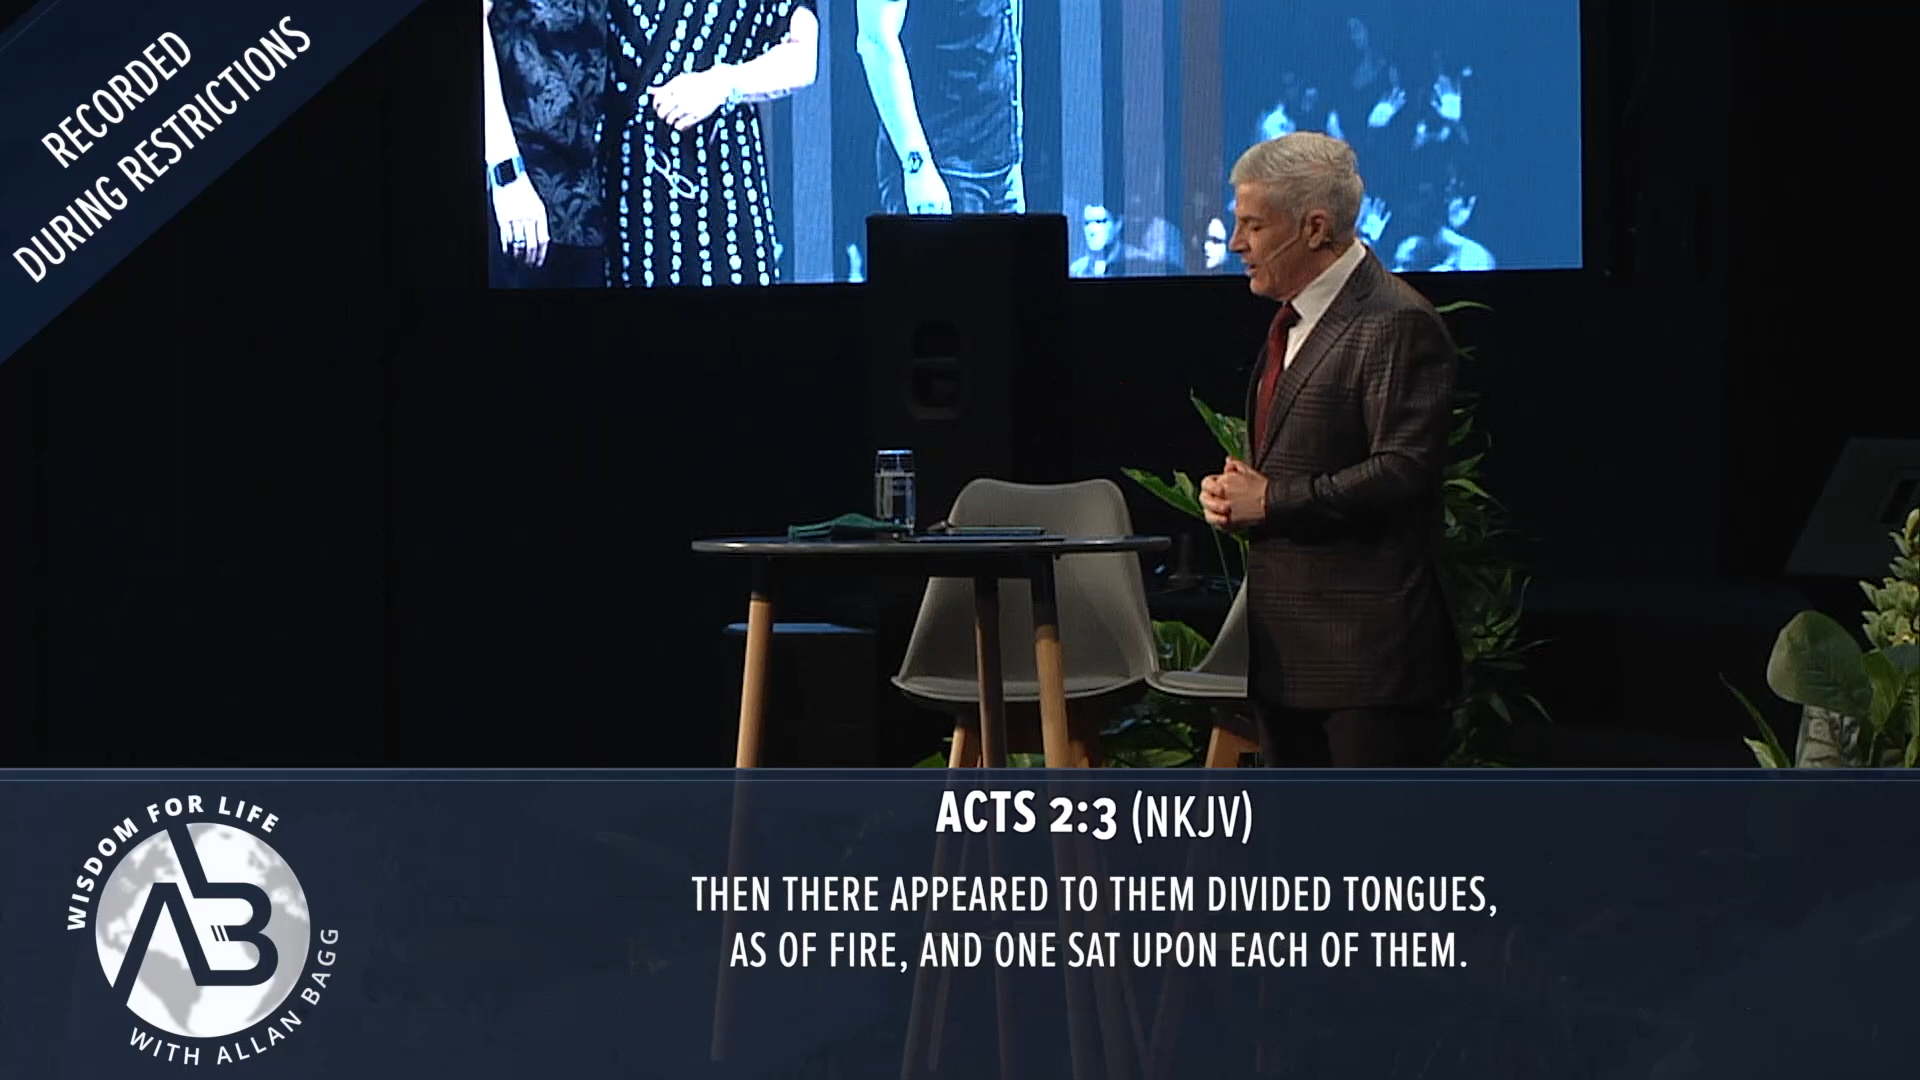 RECORDED
DURING RESTRICTIONS
WISDOM FOR LIFE
AB
WITH ALLAN BAGG
ACTS 2:3 (NKJV)
THEN THERE APPEARED TO THEM DIVIDED TONGUES,
AS OF FIRE, AND ONE SAT UPON EACH OF THEM.